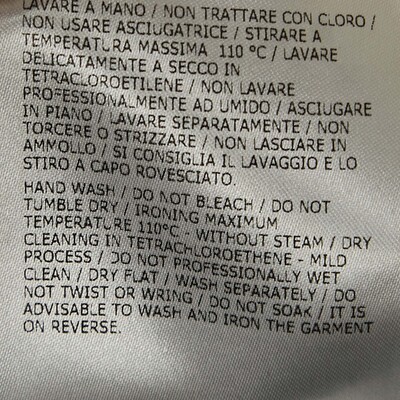 LAVARE A MANO / NON TRATTARE CON CLORO /
NON USARE ASCIUGATRICE / STIRARE A
TEMPERATURA MASSIMA 110 °C / LAVARE
DELICATAMENTE A SECCO IN
TETRACLOROETILENE / NON LAVARE
PROFESSIONALMENTE AD UMIDO / ASCIUGARE
IN PIANO / LAVARE SEPARATAMENTE / NON
TORCERE O STRIZZARE / NON LASCIARE IN
AMMOLLO / SI CONSIGLIA IL LAVAGGIO E LO
STIRO A CAPO ROVESCIATO.
HAND WASH / DO NOT BLEACH / DO NOT
TUMBLE DRY / IRONING MAXIMUM
TEMPERATURE 110°C - WITHOUT STEAM / DRY
CLEANING IN TETRACHLOROETHENE - MILD
PROCESS / DO NOT PROFESSIONALLY WET
CLEAN / DRY FLAT / WASH SEPARATELY / DO
NOT TWIST OR WRING / DO NOT SOAK / IT IS
ADVISABLE TO WASH AND IRON THE GARMENT
ON REVERSE.